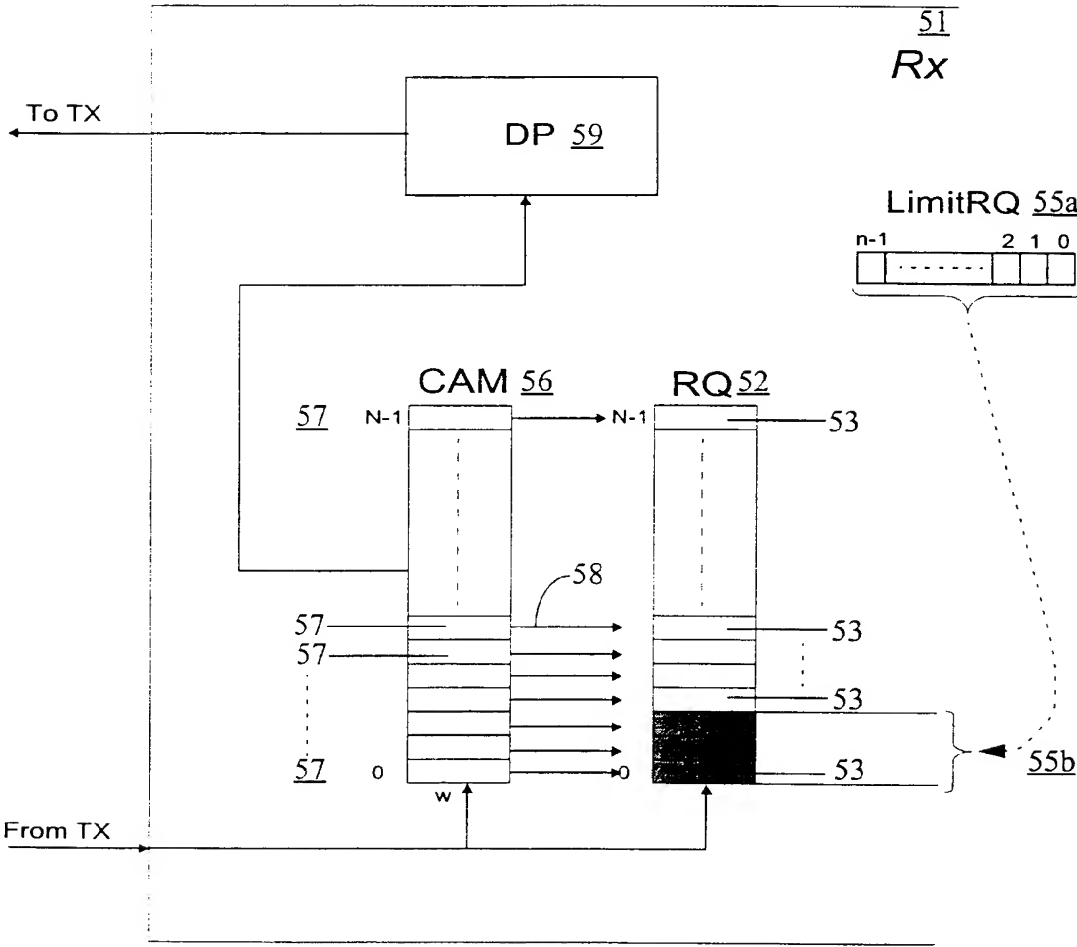 51
Rx
To TX
DP 59
LimitRQ 55a
n-1 2 1 0
CAM 56
RQ 52
57 N-1 N-1 53
58
57 53
57
53
57 0 0 53 55b
w
From TX